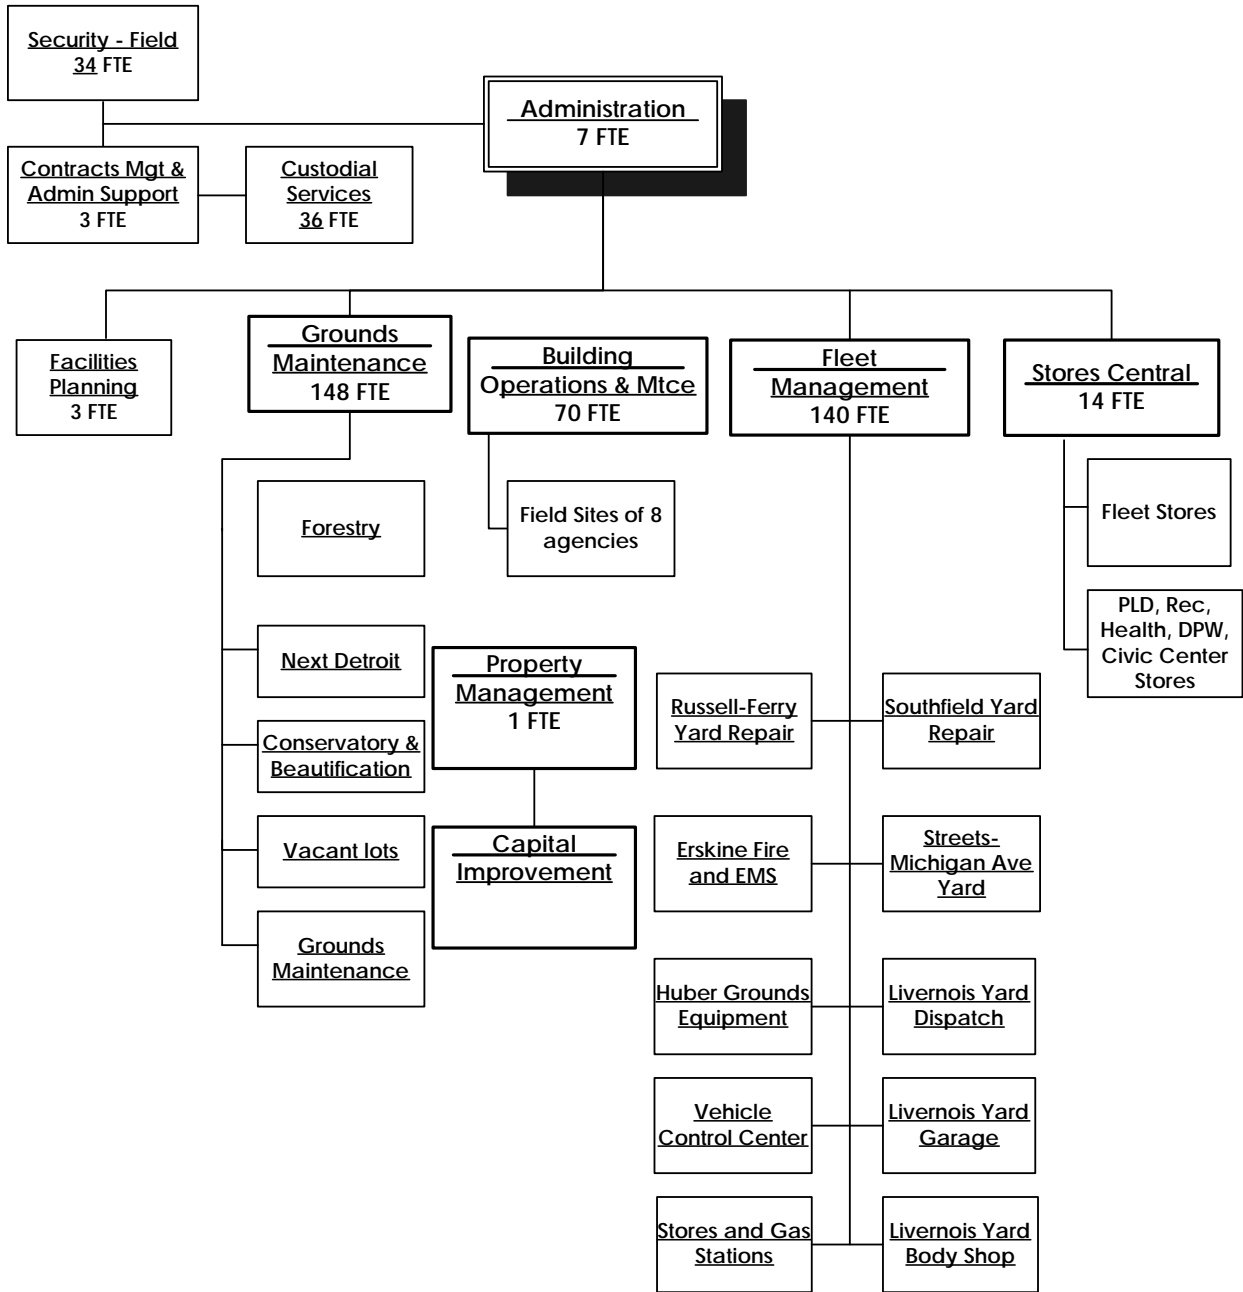 Security - Field
34 FTE
Administration
7 FTE
Contracts Mgt &
Admin Support
3 FTE
Custodial
Services
36 FTE
Facilities
Planning
3 FTE
Grounds
Maintenance
148 FTE
Building
Operations & Mtce
70 FTE
Fleet
Management
140 FTE
Stores Central
14 FTE
Forestry
Field Sites of 8
agencies
Fleet Stores
PLD, Rec,
Health, DPW,
Civic Center
Stores
Next Detroit
Property
Management
1 FTE
Russell-Ferry
Yard Repair
Southfield Yard
Repair
Conservatory &
Beautification
Vacant lots
Capital
Improvement
Erskine Fire
and EMS
Streets-
Michigan Ave
Yard
Grounds
Maintenance
Huber Grounds
Equipment
Livernois Yard
Dispatch
Vehicle
Control Center
Livernois Yard
Garage
Stores and Gas
Stations
Livernois Yard
Body Shop